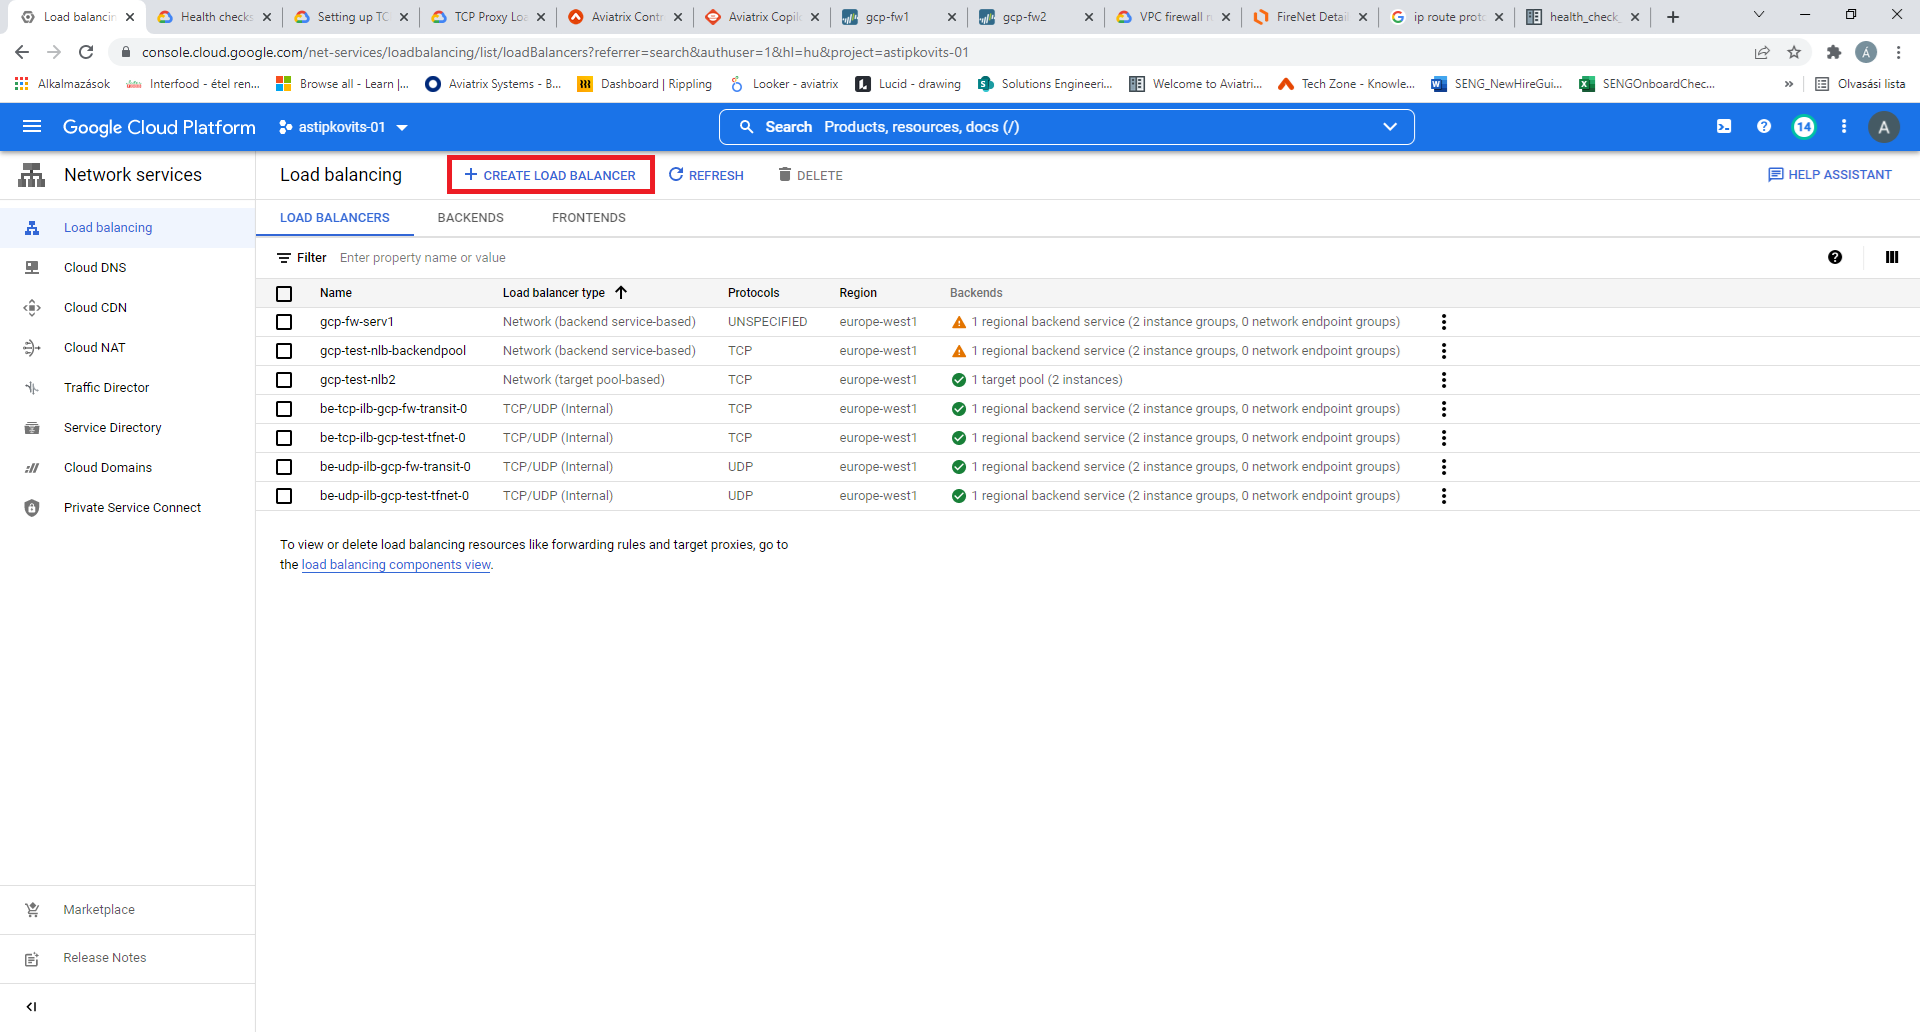 Load balancin
Health checks
Setting up TC
TCP Proxy Loa
Aviatrix Contr
Aviatrix Copil
gcp-fw1
gcp-fw2
VPC firewall r
FireNet Detail
ip route proto
health_check_
console.cloud.google.com/net-services/loadbalancing/list/loadBalancers?referrer=search&authuser=1&hl=hu&project=astipkovits-01
Á
Alkalmazások
Interfood - étel ren...
Browse all - Learn |...
Aviatrix Systems - B...
Dashboard | Rippling
Looker - aviatrix
Lucid - drawing
Solutions Engineeri...
Welcome to Aviatri...
Tech Zone - Knowle...
SENG_NewHireGui...
SENGOnboardChec...
»
Olvasási lista
Google Cloud Platform
astipkovits-01
Search Products, resources, docs (/)
14
A
Network services
Load balancing
CREATE LOAD BALANCER
REFRESH
DELETE
HELP ASSISTANT
Load balancing
Cloud DNS
Cloud CDN
Cloud NAT
Traffic Director
Service Directory
Cloud Domains
Private Service Connect
Marketplace
Release Notes
LOAD BALANCERS BACKENDS FRONTENDS
Filter Enter property name or value
Name Load balancer type Protocols Region Backends
gcp-fw-serv1 Network (backend service-based) UNSPECIFIED europe-west1 1 regional backend service (2 instance groups, 0 network endpoint groups)
gcp-test-nlb-backendpool Network (backend service-based) TCP europe-west1 1 regional backend service (2 instance groups, 0 network endpoint groups)
gcp-test-nlb2 Network (target pool-based) TCP europe-west1 1 target pool (2 instances)
be-tcp-ilb-gcp-fw-transit-0 TCP/UDP (Internal) TCP europe-west1 1 regional backend service (2 instance groups, 0 network endpoint groups)
be-tcp-ilb-gcp-test-tfnet-0 TCP/UDP (Internal) TCP europe-west1 1 regional backend service (2 instance groups, 0 network endpoint groups)
be-udp-ilb-gcp-fw-transit-0 TCP/UDP (Internal) UDP europe-west1 1 regional backend service (2 instance groups, 0 network endpoint groups)
be-udp-ilb-gcp-test-tfnet-0 TCP/UDP (Internal) UDP europe-west1 1 regional backend service (2 instance groups, 0 network endpoint groups)
To view or delete load balancing resources like forwarding rules and target proxies, go to
the load balancing components view.